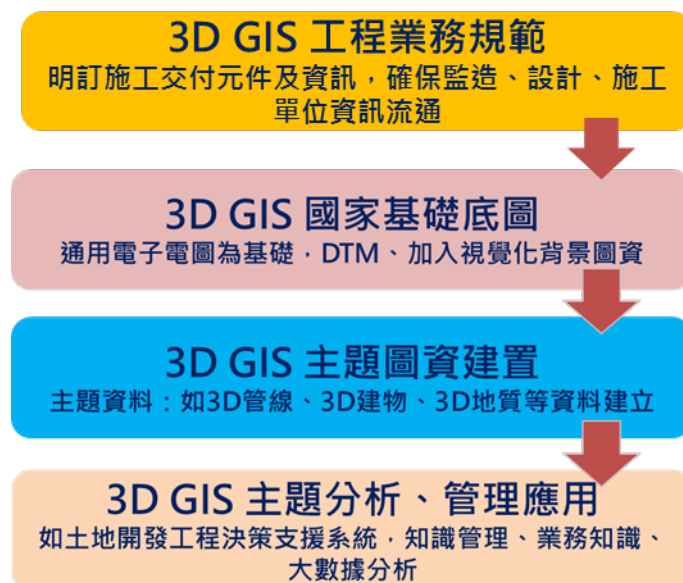 3D GIS 工程業務規範
明訂施工交付元件及資訊，確保監造、設計、施工
單位資訊流通
3D GIS 國家基礎底圖
通用電子電圖為基礎，DTM、加入視覺化背景圖資
3D GIS 主題圖資建置
主題資料：如3D管線、3D建物、3D地質等資料建立
3D GIS 主題分析、管理應用
如土地開發工程決策支援系統，知識管理、業務知識、
大數據分析